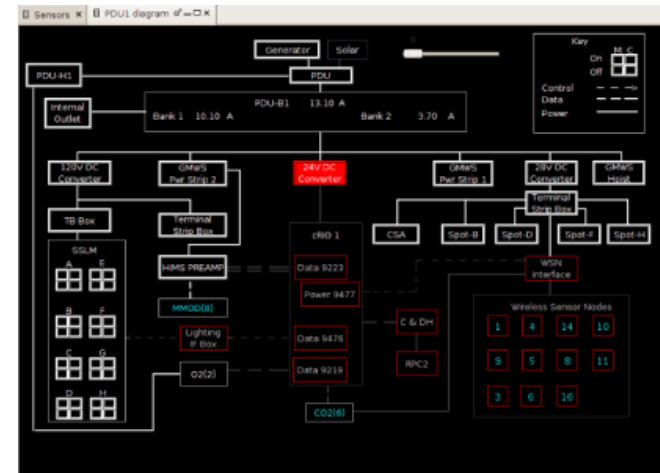 Sensors
PDU1 diagram
Generator
Solar
Key
M C
On
Off
Control
Data
Power
PDU-H1
PDU
Internal
Outlet
PDU-B1 13.10 A
Bank 1 10.10 A
Bank 2 3.70 A
120V DC
Converter
GMWS
Pwr Strip 2
24V DC
Converter
GMWS
Pwr Strip 1
28V DC
Converter
GMWS
Hoist
TB Box
Terminal
Strip Box
Terminal
Strip Box
cRIO 1
CSA
Spot-B
Spot-D
Spot-F
Spot-H
SSLM
A E
B F
C G
D H
HIMS PREAMP
MMOD(8)
Lighting
IF Box
O2(2)
Data 9223
Power 9477
Data 9476
Data 9219
CO2(6)
C & DH
RPC2
WSN
Interface
Wireless Sensor Nodes
1 4 14 10
9 5 8 11
3 6 16